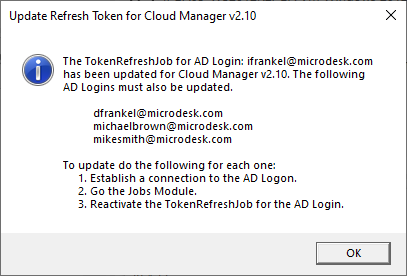 Update Refresh Token for Cloud Manager v2.10
The TokenRefreshJob for AD Login: ifrankel@microdesk.com
has been updated for Cloud Manager v2.10. The following
AD Logins must also be updated.
dfrankel@microdesk.com
michaelbrown@microdesk.com
mikesmith@microdesk.com
To update do the following for each one:
1. Establish a connection to the AD Logon.
2. Go the Jobs Module.
3. Reactivate the TokenRefreshJob for the AD Login.
OK